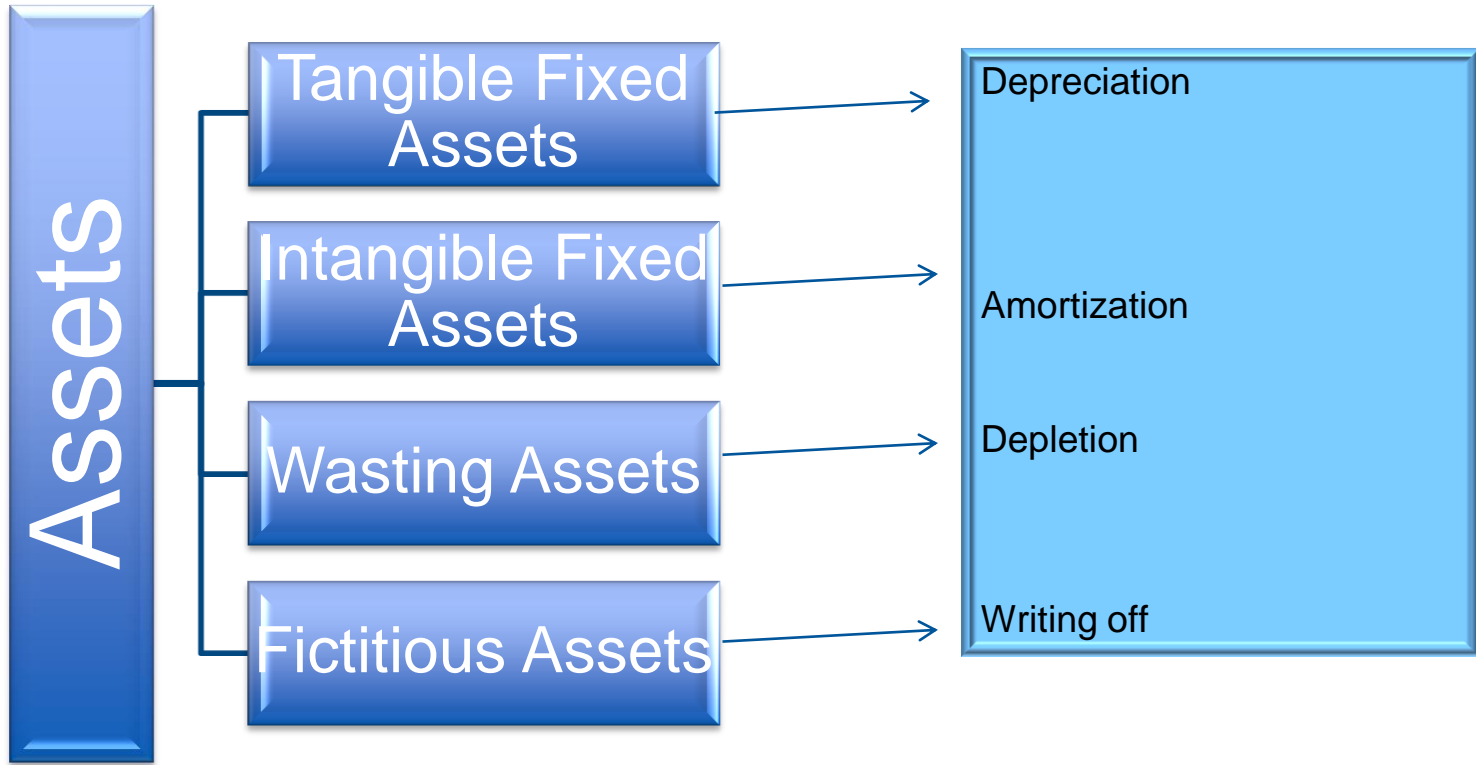 Assets
Tangible Fixed
Assets
Depreciation
Intangible Fixed
Assets
Amortization
Wasting Assets
Depletion
Fictitious Assets
Writing off